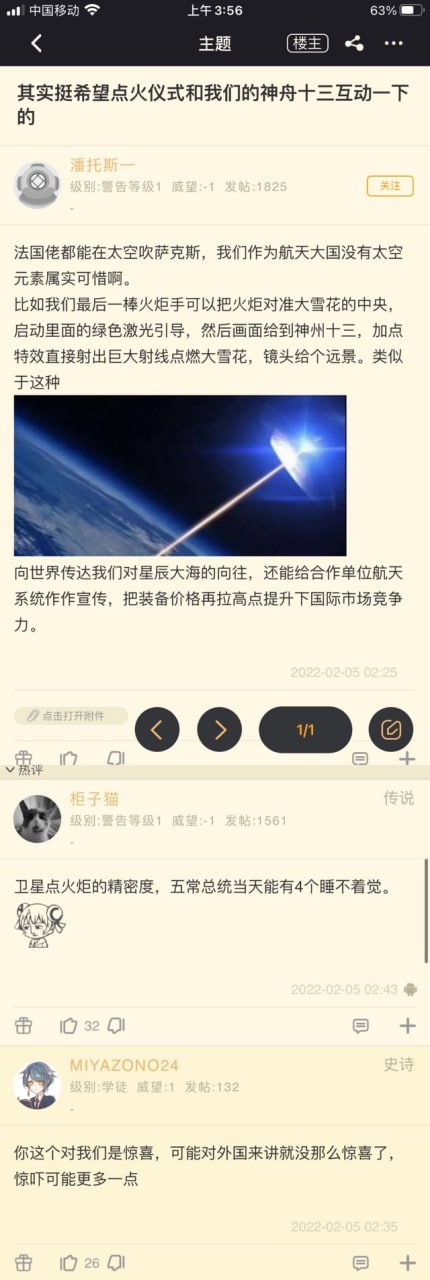 中国移动
上午 3:56
63%
主题
楼主
其实挺希望点火仪式和我们的神舟十三互动一下
的
潘托斯一
级别:警告等级1 威望:-1 发帖:1825
关注
-
法国佬都能在太空吹萨克斯，我们作为航天大国没有太空
元素属实可惜啊。
比如我们最后一棒火炬手可以把火炬对准大雪花的中央，
启动里面的绿色激光引导，然后画面给到神州十三，加点
特效直接射出巨大射线点燃大雪花，镜头给个远景。类似
于这种
向世界传达我们对星辰大海的向往，还能给合作单位航天
系统作作宣传，把装备价格再拉高点提升下国际市场竞争
力。
2022-02-05 02:25
点击打开附件
1/1
热评
柜子猫
传说
级别:警告等级1 威望:-1 发帖:1561
-
卫星点火炬的精密度，五常总统当天能有4个睡不着觉。
2022-02-05 02:43
32
MIYAZONO24
史诗
级别:学徒 威望:1 发帖:132
-
你这个对我们是惊喜，可能对外国来讲就没那么惊喜了，
惊吓可能更多一点
2022-02-05 02:35
26